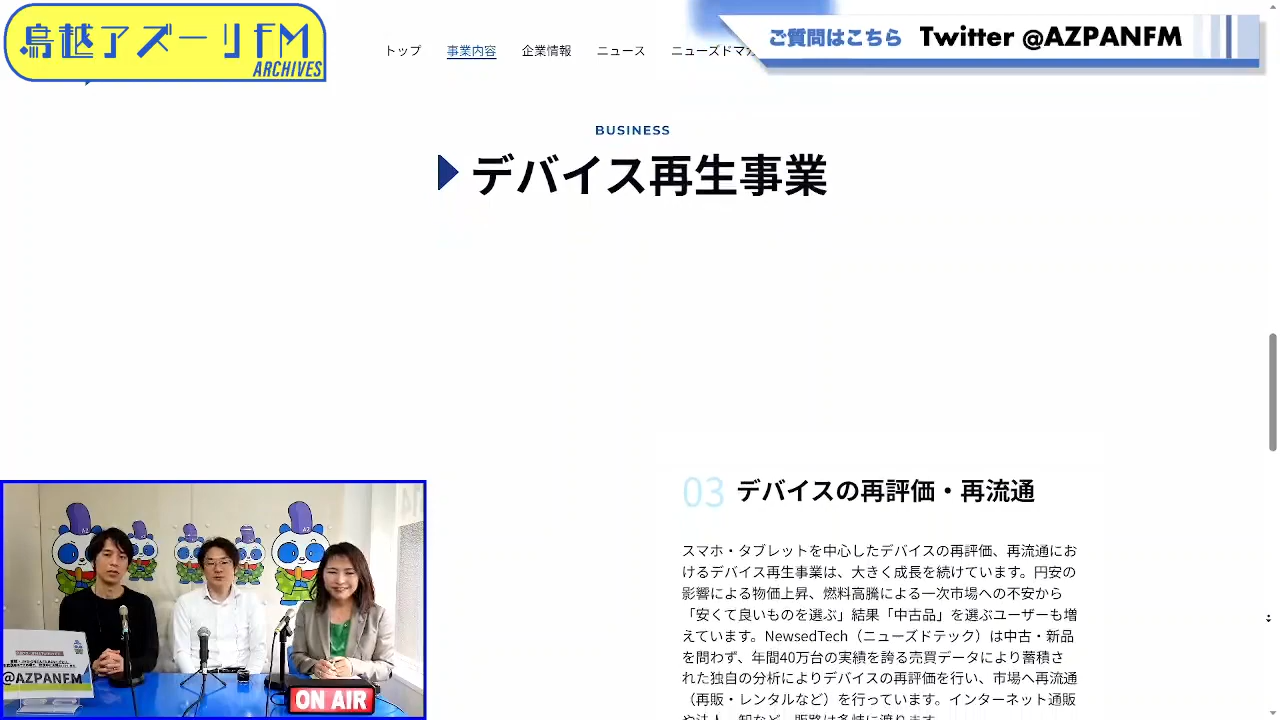 鳥越アズーリFM
ARCHIVES
トップ
事業内容
企業情報
ニュース
ニューズドマガ
ご質問はこちら Twitter @AZPANFM
BUSINESS
デバイス再生事業
03 デバイスの再評価・再流通
スマホ・タブレットを中心したデバイスの再評価、再流通にお
けるデバイス再生事業は、大きく成長を続けています。円安の
影響による物価上昇、燃料高騰による一次市場への不安から
「安くて良いものを選ぶ」結果「中古品」を選ぶユーザーも増
えています。NewsedTech（ニューズドテック）は中古・新品
を問わず、年間40万台の実績を誇る売買データにより蓄積さ
れた独自の分析によりデバイスの再評価を行い、市場へ再流通
（再販・レンタルなど）を行っています。インターネット通販
@AZPANFM
ON AIR